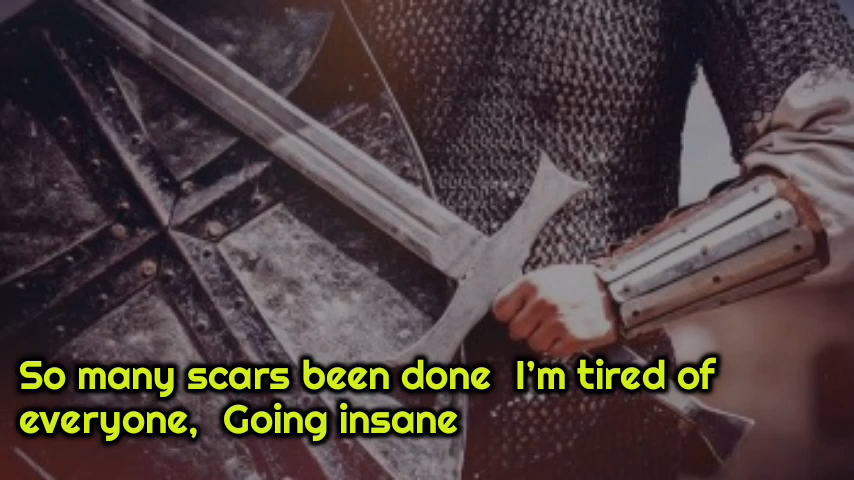 So many scars been done  I'm tired of
everyone,  Going insane